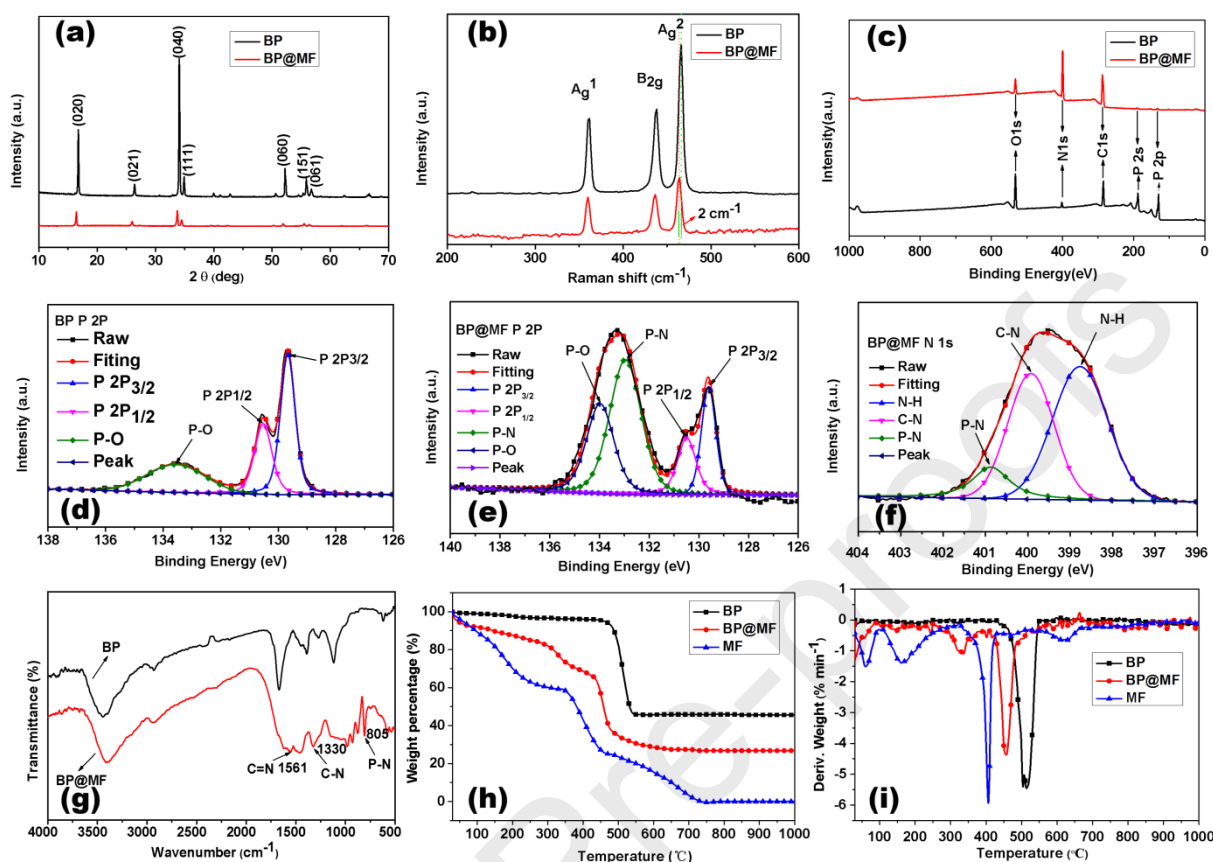 (a)
BP
BP@MF
(020)
(021)
(040)
(111)
(060)
(151)
(061)
Intensity (a.u.)
10 20 30 40 50 60 70
2 θ (deg)
(b)
BP
BP@MF
Ag1
B2g
Ag2
2 cm-1
Intensity (a.u.)
200 250 300 350 400 450 500 550 600
Raman shift (cm-1)
(c)
BP
BP@MF
O1s
N1s
C1s
P 2s
P 2p
Intensity(a.u.)
1000 800 600 400 200 0
Binding Energy(eV)
BP P 2P
Raw
Fitting
P 2P3/2
P 2P1/2
P-O
Peak
P-O
P 2P1/2
P 2P3/2
(d)
Intensity (a.u.)
138 136 134 132 130 128 126
Binding Energy (eV)
BP@MF P 2P
Raw
Fitting
P 2P3/2
P 2P1/2
P-N
P-O
Peak
P-O
P-N
P 2P1/2
P 2P3/2
(e)
Intensity (a.u.)
140 138 136 134 132 130 128 126
Binding Energy (eV)
BP@MF N 1s
Raw
Fitting
N-H
C-N
P-N
Peak
P-N
C-N
N-H
(f)
Intensity (a.u.)
404 403 402 401 400 399 398 397 396
Binding Energy (eV)
BP
BP@MF
C=N 1561
1330
C-N
805
P-N
(g)
Transmittance (%)
4000 3500 3000 2500 2000 1500 1000 500
Wavenumber (cm-1)
BP
BP@MF
MF
(h)
Weight percentage (%)
100
80
60
40
20
0
100 200 300 400 500 600 700 800 900 1000
Temperature (℃)
BP
BP@MF
MF
(i)
Deriv. Weight (% min-1)
1
0
-1
-2
-3
-4
-5
-6
100 200 300 400 500 600 700 800 900 1000
Temperature (℃)
Pre-proofs